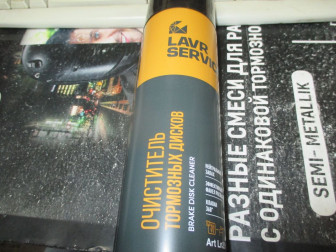 LAVR
SERVIC
ОЧИСТИТЕЛЬ
ТОРМОЗНЫХ ДИСКОВ
BRAKE DISK CLEANER
РАЗНЫЕ СМЕСИ ДЛЯ РА
С ОДИНАКОВОЙ ТОРМОЗНО
SEMI- METALLIK